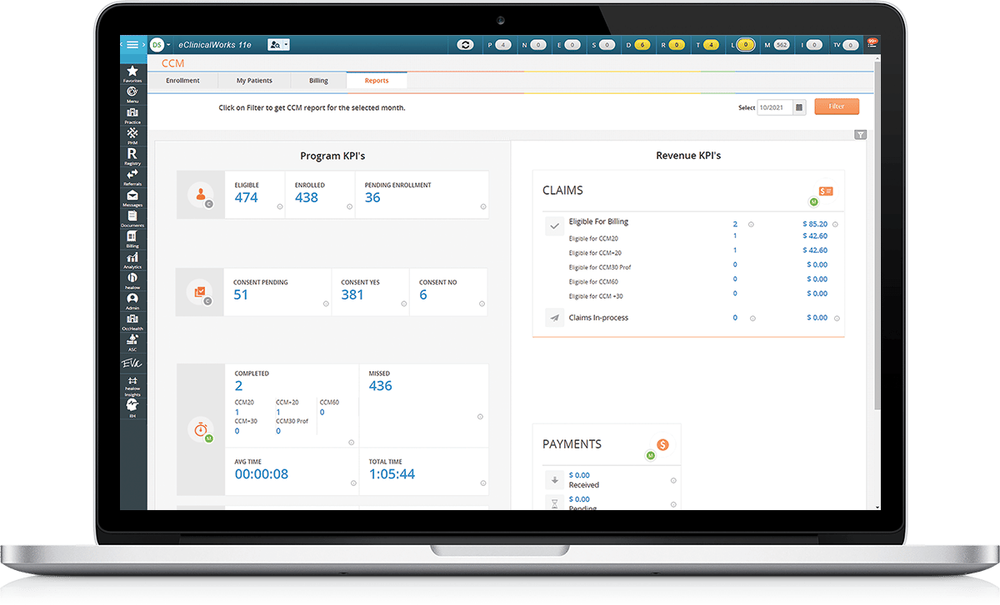 DS eClinicalWorks 11e P 4 N 0 E 0 S 0 D 6 R 0 T 4 L 0 M 562 I 0 TV 0 99+
CCM
Enrollment My Patients Billing Reports
Click on Filter to get CCM report for the selected month. Select 10/2021 Filter
Favorites
Menu
Practice
PHM
R
Registry
Referrals
Messages
Documents
Billing
Analytics
h
healow
Admin
OccHealth
ASC
EVA
healow
Insights
EH
Program KPI's
C
ELIGIBLE ENROLLED PENDING ENROLLMENT
474 438 36
C
CONSENT PENDING CONSENT YES CONSENT NO
51 381 6
M
COMPLETED MISSED
2 436
CCM20 CCM+20 CCM60
1 1 0
CCM+30 CCM30 Prof
0 0
AVG TIME TOTAL TIME
00:00:08 1:05:44
Revenue KPI's
CLAIMS $ M
Eligible For Billing 2 $ 85.20
Eligible for CCM20 1 $ 42.60
Eligible for CCM+20 1 $ 42.60
Eligible for CCM30 Prof 0 $ 0.00
Eligible for CCM60 0 $ 0.00
Eligible for CCM +30 0 $ 0.00
Claims In-process 0 $ 0.00
PAYMENTS $ M
$ 0.00
Received
$ 0.00
Pending